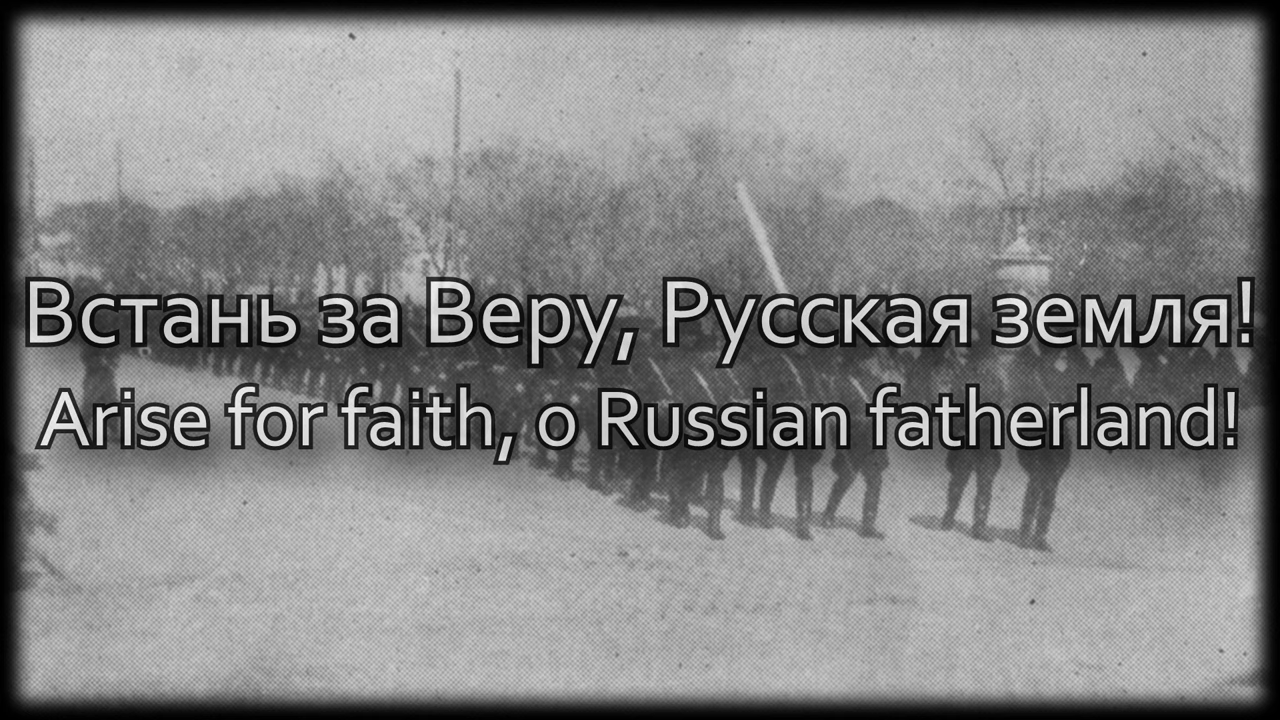 Встань за Веру, Русская земля!
Arise for faith, o Russian fatherland!